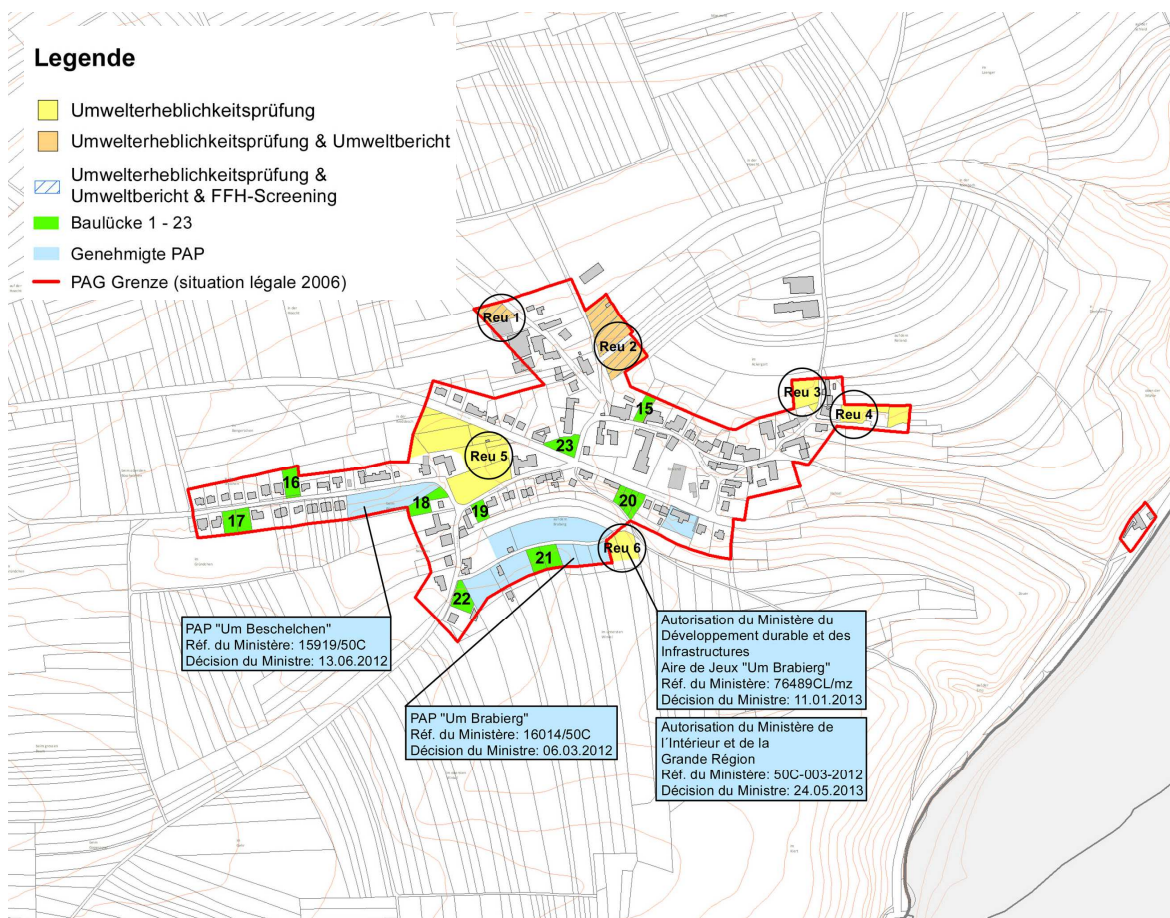 Legende
Umwelterheblichkeitsprüfung
Umwelterheblichkeitsprüfung & Umweltbericht
Umwelterheblichkeitsprüfung &
Umweltbericht & FFH-Screening
Baulücke 1 - 23
Genehmigte PAP
PAG Grenze (situation légale 2006)
Reu 1
Reu 2
Reu 3
Reu 4
15
23
Reu 5
16
17
18
19
20
21
Reu 6
22
PAP "Um Beschelchen"
Réf. du Ministère: 15919/50C
Décision du Ministre: 13.06.2012
PAP "Um Brabierg"
Réf. du Ministère: 16014/50C
Décision du Ministre: 06.03.2012
Autorisation du Ministère du
Développement durable et des
Infrastructures
Aire de Jeux "Um Brabierg"
Réf. du Ministère: 76489CL/mz
Décision du Ministre: 11.01.2013
Autorisation du Ministère de
l´Intérieur et de la
Grande Région
Réf. du Ministère: 50C-003-2012
Décision du Ministre: 24.05.2013